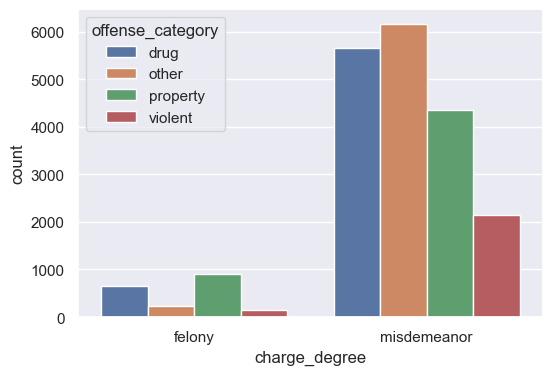 offense_category
drug
other
property
violent
6000
5000
4000
3000
2000
1000
0
count
felony misdemeanor
charge_degree